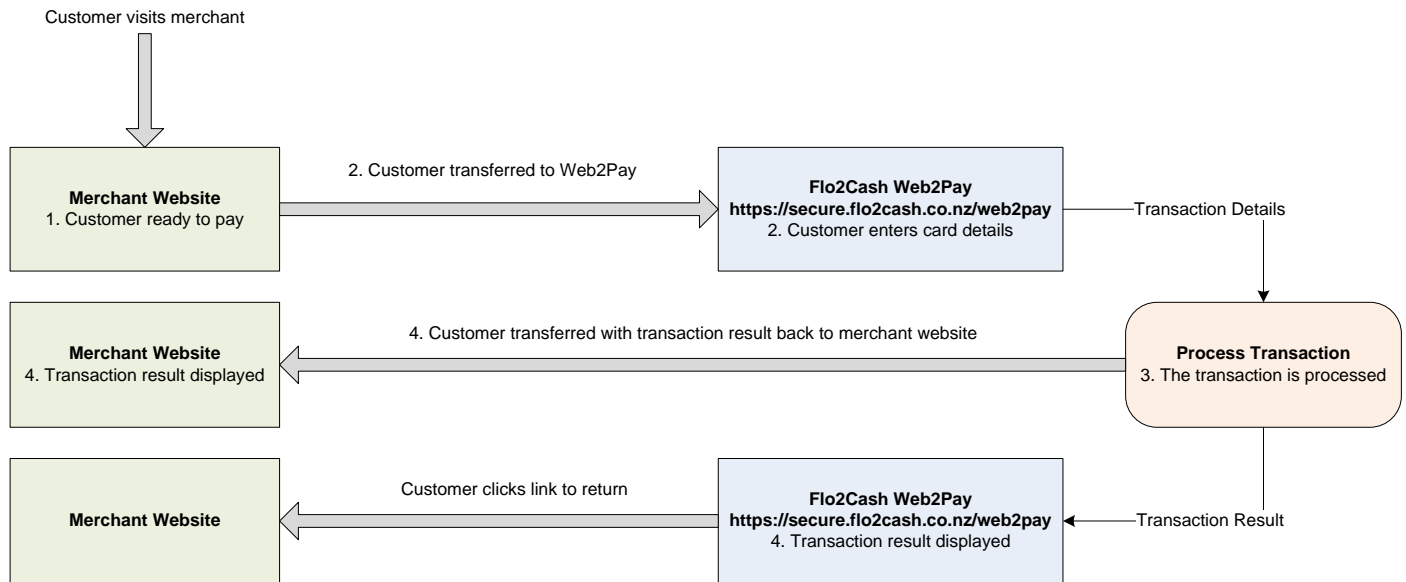 Customer visits merchant
Merchant Website
1. Customer ready to pay
2. Customer transferred to Web2Pay
Flo2Cash Web2Pay
https://secure.flo2cash.co.nz/web2pay
2. Customer enters card details
Transaction Details
Merchant Website
4. Transaction result displayed
4. Customer transferred with transaction result back to merchant website
Process Transaction
3. The transaction is processed
Merchant Website
Customer clicks link to return
Flo2Cash Web2Pay
https://secure.flo2cash.co.nz/web2pay
4. Transaction result displayed
Transaction Result